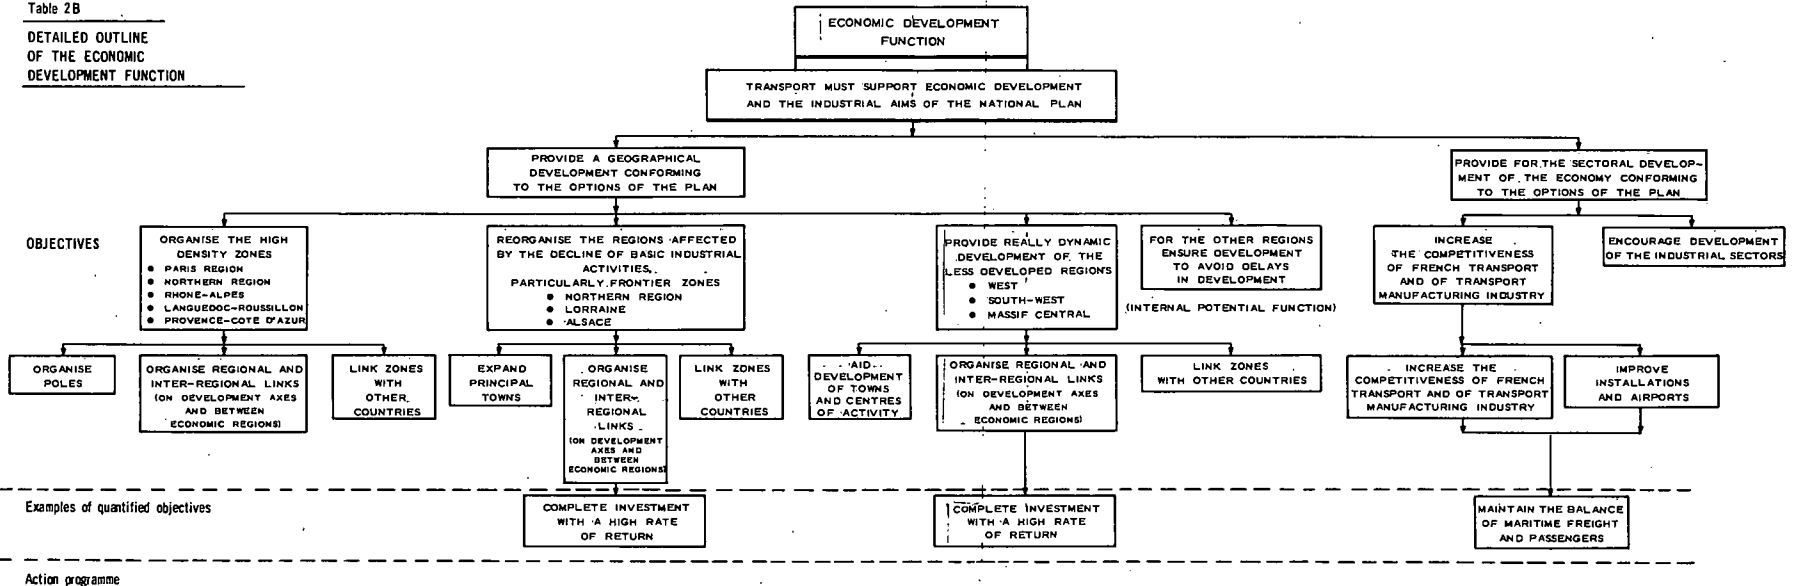 Table 2B
DETAILED OUTLINE
OF THE ECONOMIC
DEVELOPMENT FUNCTION
ECONOMIC DEVELOPMENT
FUNCTION
TRANSPORT MUST SUPPORT ECONOMIC DEVELOPMENT
AND THE INDUSTRIAL AIMS OF THE NATIONAL PLAN
PROVIDE A GEOGRAPHICAL
DEVELOPMENT CONFORMING
TO THE OPTIONS OF THE PLAN
PROVIDE FOR THE SECTORAL DEVELOP-
MENT OF THE ECONOMY CONFORMING
TO THE OPTIONS OF THE PLAN
OBJECTIVES
ORGANISE THE HIGH
DENSITY ZONES
● PARIS REGION
● NORTHERN REGION
● RHONE-ALPES
● LANGUEDOC-ROUSSILLON
● PROVENCE-COTE D'AZUR
REORGANISE THE REGIONS AFFECTED
BY THE DECLINE OF BASIC INDUSTRIAL
ACTIVITIES,
PARTICULARLY FRONTIER ZONES
● NORTHERN REGION
● LORRAINE
● ALSACE
PROVIDE REALLY DYNAMIC
DEVELOPMENT OF THE
LESS DEVELOPED REGIONS
● WEST
● SOUTH-WEST
● MASSIF CENTRAL
FOR THE OTHER REGIONS
ENSURE DEVELOPMENT
TO AVOID DELAYS
IN DEVELOPMENT
(INTERNAL POTENTIAL FUNCTION)
INCREASE
THE COMPETITIVENESS
OF FRENCH TRANSPORT
AND OF TRANSPORT
MANUFACTURING INDUSTRY
ENCOURAGE DEVELOPMENT
OF THE INDUSTRIAL SECTORS
ORGANISE
POLES
ORGANISE REGIONAL AND
INTER-REGIONAL LINKS
(ON DEVELOPMENT AXES
AND BETWEEN
ECONOMIC REGIONS)
LINK ZONES
WITH
OTHER
COUNTRIES
EXPAND
PRINCIPAL
TOWNS
ORGANISE
REGIONAL AND
INTER-
REGIONAL
LINKS
(ON DEVELOPMENT
AXES AND
BETWEEN
ECONOMIC REGIONS)
LINK ZONES
WITH
OTHER
COUNTRIES
AID
DEVELOPMENT
OF TOWNS
AND CENTRES
OF ACTIVITY
ORGANISE REGIONAL AND
INTER-REGIONAL LINKS
(ON DEVELOPMENT AXES
AND BETWEEN
ECONOMIC REGIONS)
LINK ZONES
WITH OTHER COUNTRIES
INCREASE THE
COMPETITIVENESS OF FRENCH
TRANSPORT AND OF TRANSPORT
MANUFACTURING INDUSTRY
IMPROVE
INSTALLATIONS
AND AIRPORTS
Examples of quantified objectives
COMPLETE INVESTMENT
WITH A HIGH RATE
OF RETURN
COMPLETE INVESTMENT
WITH A HIGH RATE
OF RETURN
MAINTAIN THE BALANCE
OF MARITIME FREIGHT
AND PASSENGERS
Action programme